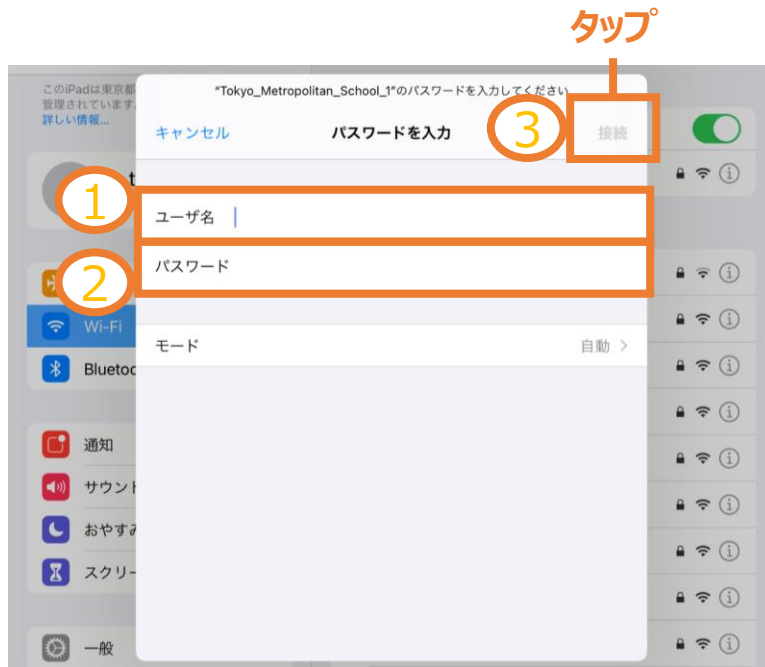 タップ
このiPadは東京都
管理されています
詳しい情報...
"Tokyo_Metropolitan_School_1"のパスワードを入力してください
キャンセル パスワードを入力 ③ 接続
t
① ユーザ名
② パスワード
Wi-Fi
モード 自動 >
Bluetoo
通知
サウント
おやすみ
スクリー
一般